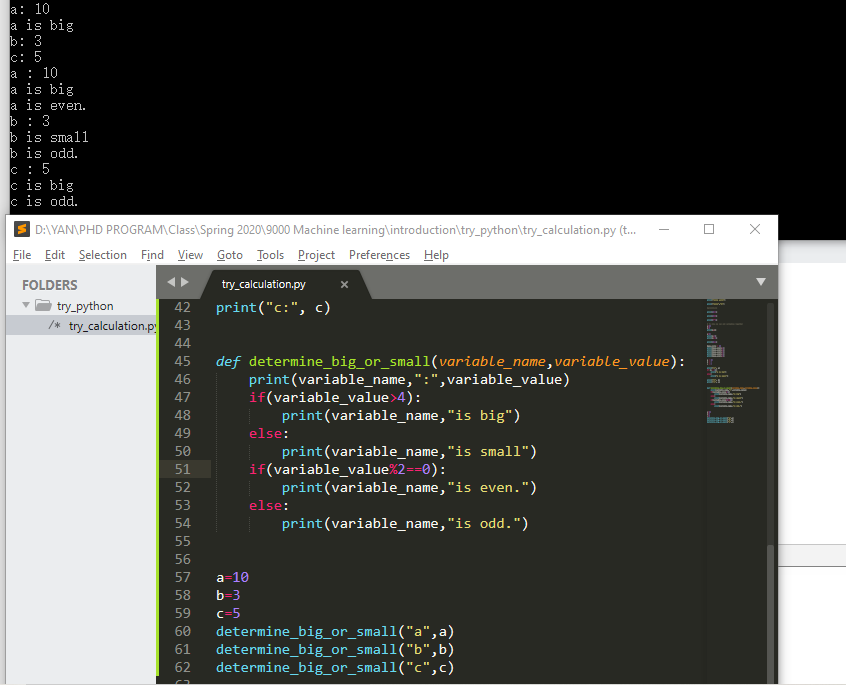 a: 10
a is big
b: 3
c: 5
a : 10
a is big
a is even.
b : 3
b is small
b is odd.
c : 5
c is big
c is odd.
D:\YAN\PHD PROGRAM\Class\Spring 2020\9000 Machine learning\introduction\try_python\try_calculation.py (t...
File Edit Selection Find View Goto Tools Project Preferences Help
FOLDERS
try_python
/* try_calculation.py
try_calculation.py ×
42 print("c:", c)
43
44
45 def determine_big_or_small(variable_name,variable_value):
46     print(variable_name,":",variable_value)
47     if(variable_value>4):
48         print(variable_name,"is big")
49     else:
50         print(variable_name,"is small")
51     if(variable_value%2==0):
52         print(variable_name,"is even.")
53     else:
54         print(variable_name,"is odd.")
55
56
57 a=10
58 b=3
59 c=5
60 determine_big_or_small("a",a)
61 determine_big_or_small("b",b)
62 determine_big_or_small("c",c)